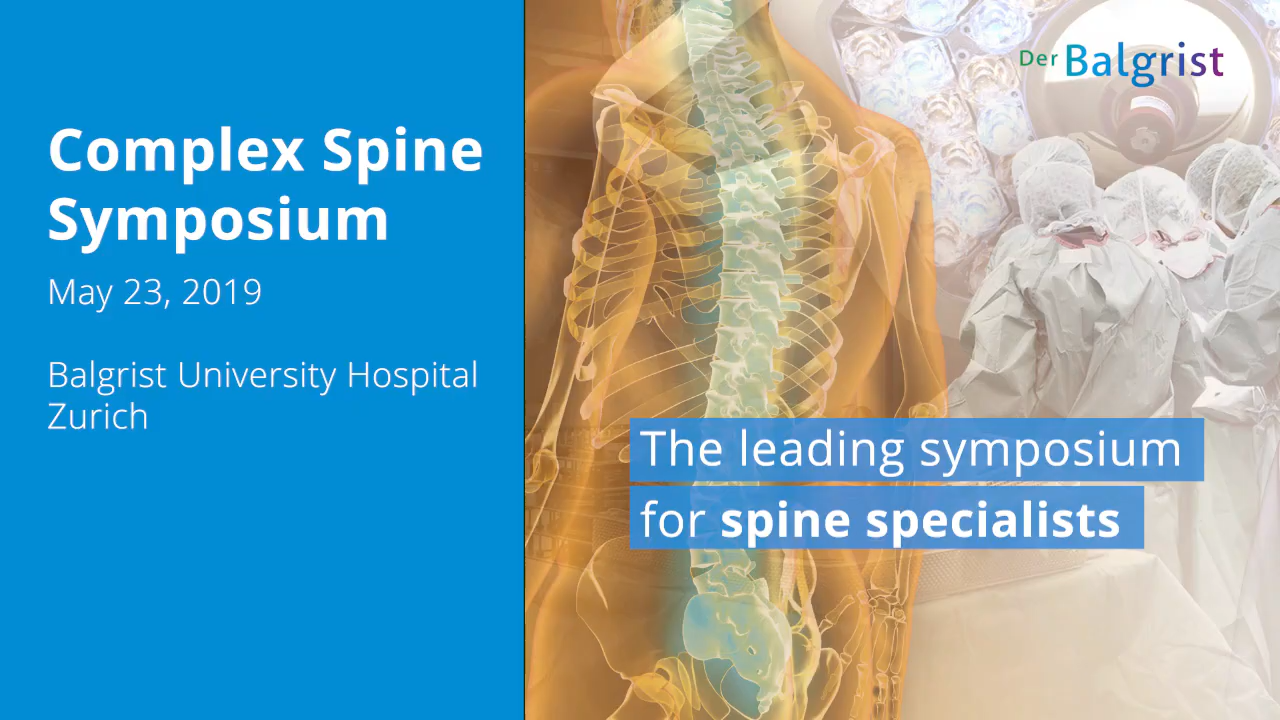 Complex Spine
Symposium
May 23, 2019
Balgrist University Hospital
Zurich
Der Balgrist
The leading symposium
for spine specialists